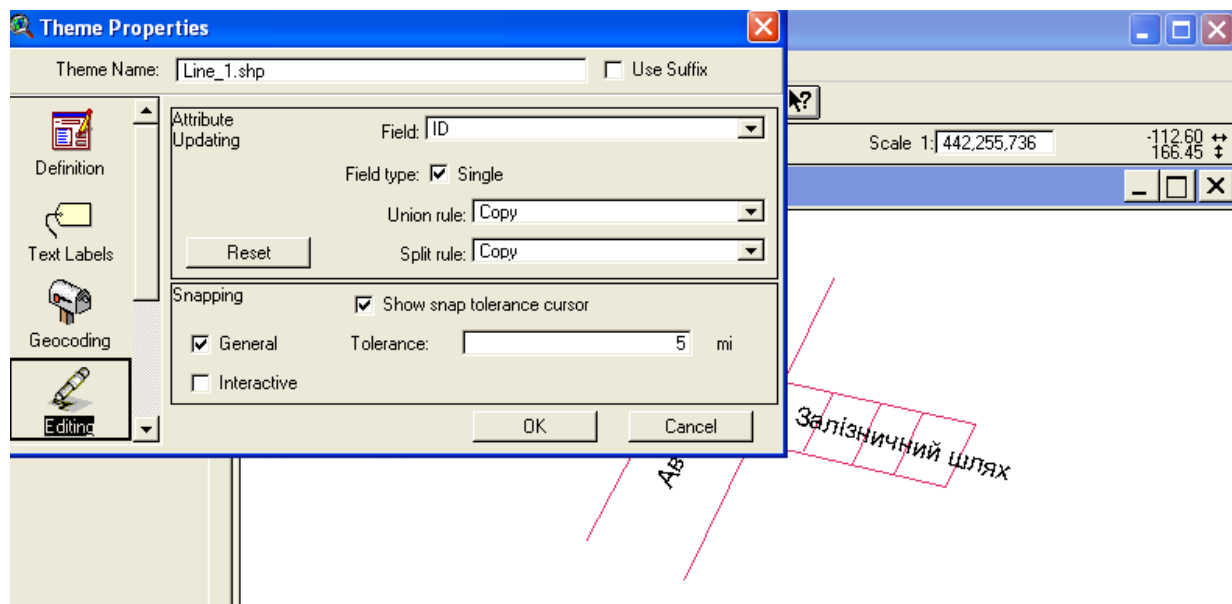 Theme Properties
Theme Name: Line_1.shp Use Suffix
Definition
Text Labels
Geocoding
Editing
Attribute Updating
Field: ID
Field type: Single
Union rule: Copy
Reset
Split rule: Copy
Snapping
Show snap tolerance cursor
General
Tolerance: 5 mi
Interactive
OK
Cancel
Scale 1: 442,255,736
-112.60
166.45
Залізничний шлях
Ав